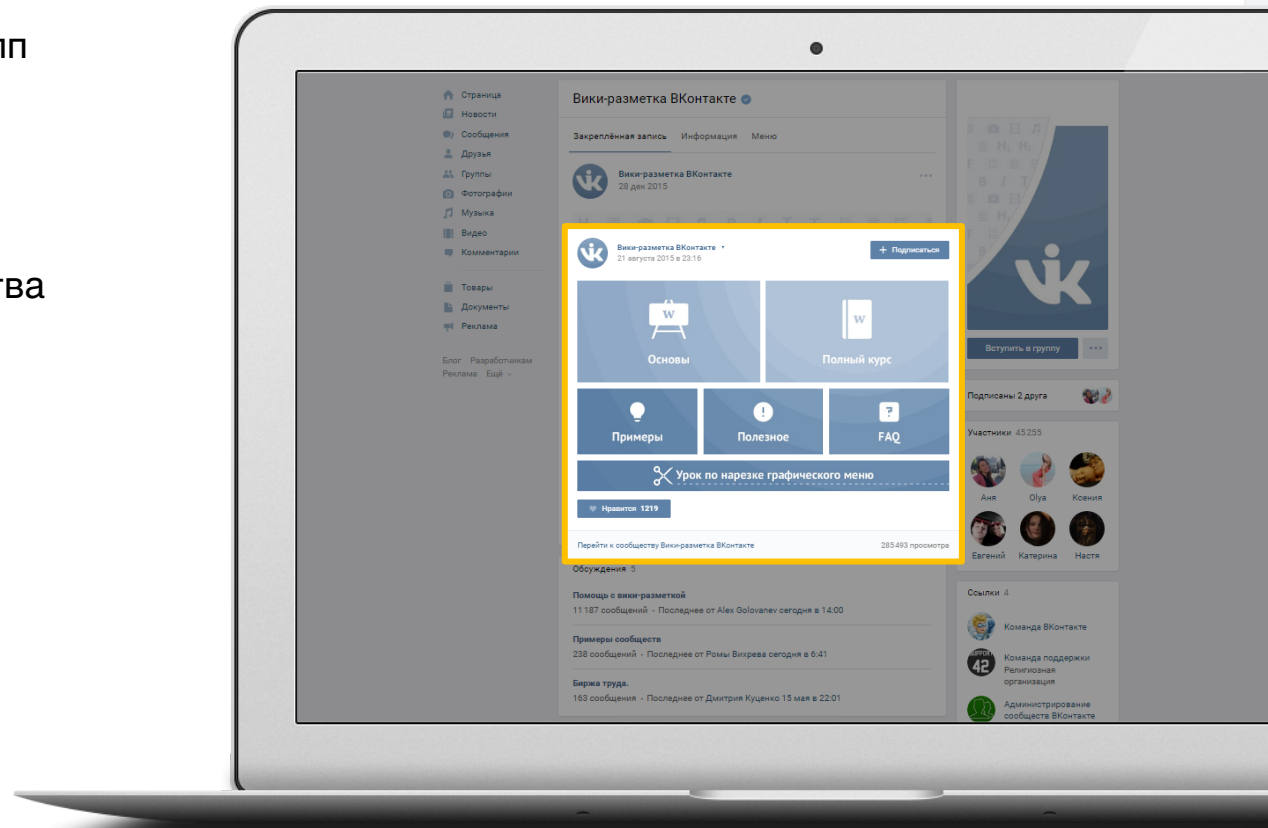 пп
тва
Страница
Новости
Сообщения
Друзья
Группы
Фотографии
Музыка
Видео
Комментарии
Товары
Документы
Реклама
Блог Разработчикам
Реклама Ещё
Вики-разметка ВКонтакте
Закреплённая запись Информация Меню
Вики-разметка ВКонтакте
28 дек 2015
Вики-разметка ВКонтакте
21 августа 2015 в 23:16
+ Подписаться
W
W
Основы
Полный курс
Примеры
Полезное
FAQ
Урок по нарезке графического меню
Нравится 1219
Перейти к сообществу Вики-разметка ВКонтакте
285 493 просмотра
Обсуждения 5
Помощь с вики-разметкой
11 187 сообщений - Последнее от Alex Golovanev сегодня в 14:00
Примеры сообществ
238 сообщений - Последнее от Ромы Вихрева сегодня в 6:41
Биржа труда.
163 сообщения - Последнее от Дмитрия Куценко 15 мая в 22:01
Вступить в группу
Подписаны 2 друга
Участники 45 255
Аня Olya Ксения
Евгений Катерина Настя
Ссылки 4
Команда ВКонтакте
42
Команда поддержки
Религиозная
организация
Администрирование
сообществ ВКонтакте